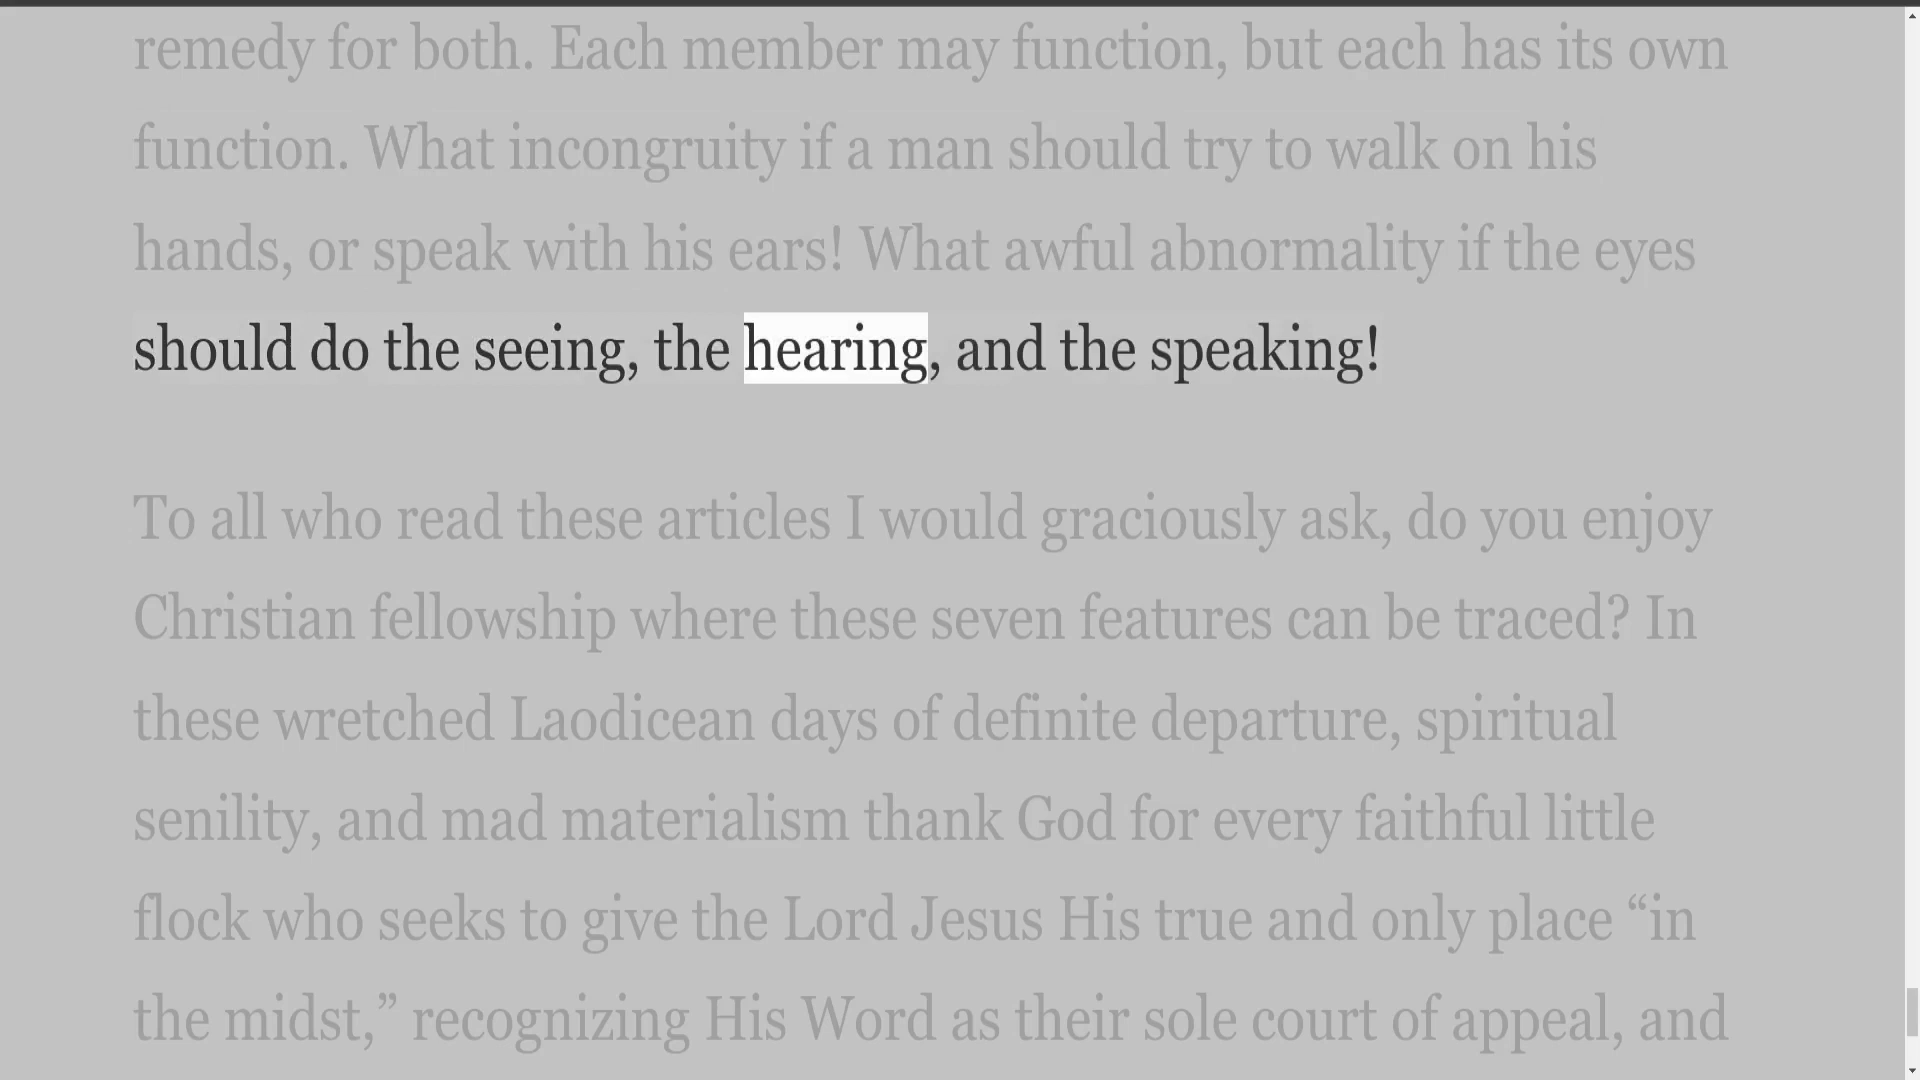 remedy for both. Each member may function, but each has its own
function. What incongruity if a man should try to walk on his
hands, or speak with his ears! What awful abnormality if the eyes
should do the seeing, the hearing, and the speaking!
To all who read these articles I would graciously ask, do you enjoy
Christian fellowship where these seven features can be traced? In
these wretched Laodicean days of definite departure, spiritual
senility, and mad materialism thank God for every faithful little
flock who seeks to give the Lord Jesus His true and only place “in
the midst,” recognizing His Word as their sole court of appeal, and